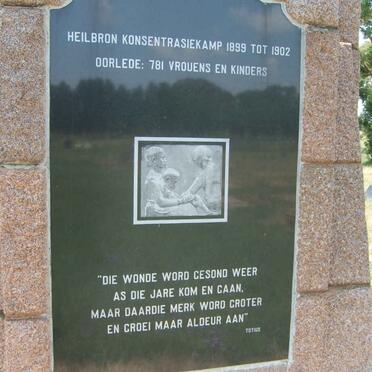 HEILBRON KONSENTRASIEKAMP 1899 TOT 1902
OORLEDE: 781 VROUENS EN KINDERS
"DIE WONDE WORD GESOND WEER
AS DIE JARE KOM EN GAAN,
MAAR DAARDIE MERK WORD GROTER
EN GROEI MAAR ALDEUR AAN"
TOTIUS